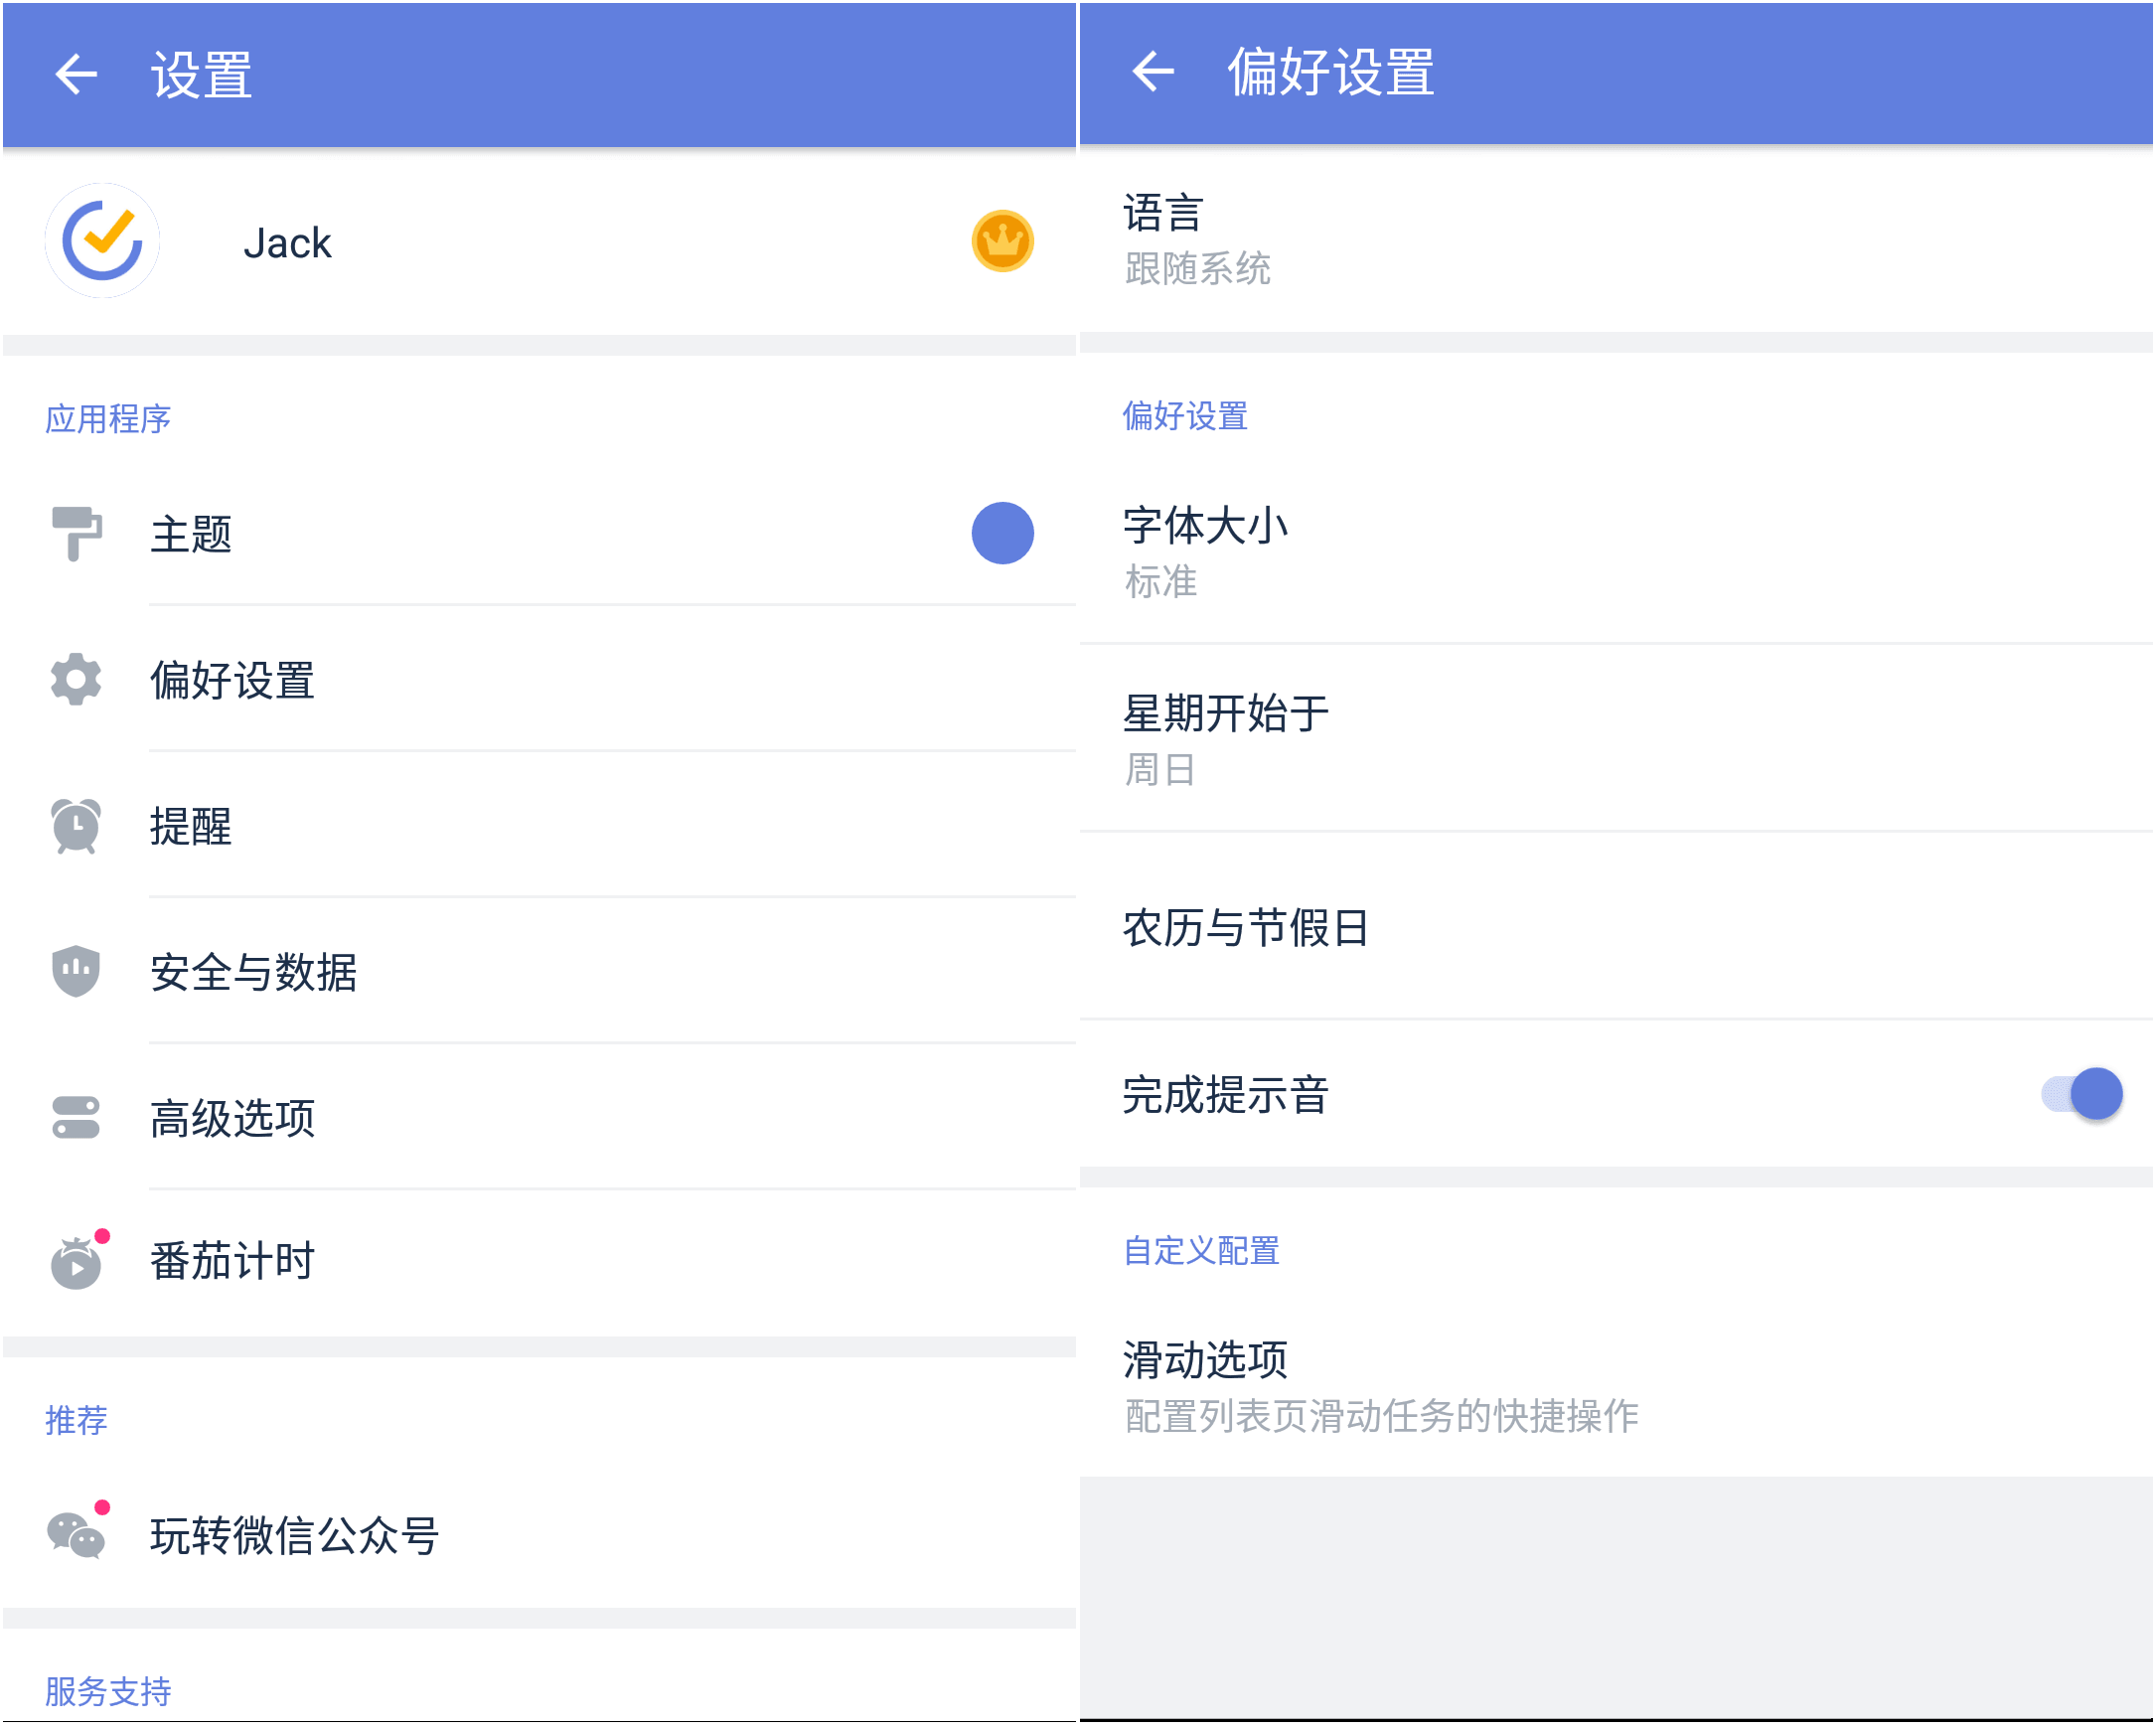 设置
Jack
应用程序
主题
偏好设置
提醒
安全与数据
高级选项
番茄计时
推荐
玩转微信公众号
服务支持
偏好设置
语言
跟随系统
偏好设置
字体大小
标准
星期开始于
周日
农历与节假日
完成提示音
自定义配置
滑动选项
配置列表页滑动任务的快捷操作